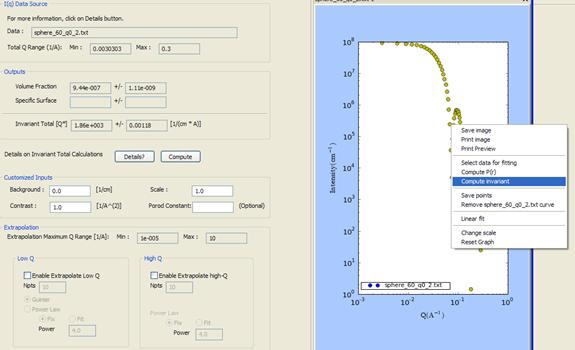 I(q) Data Source
For more information, click on Details button.
Data : sphere_60_q0_2.txt
Total Q Range (1/A): Min : 0.0030303 Max : 0.3
Outputs
Volume Fraction 9.44e-007 +/- 1.11e-009
Specific Surface +/-
Invariant Total [Q*] 1.86e+003 +/- 0.00118 [1/(cm * A)]
Details on Invariant Total Calculations Details? Compute
Customized Inputs
Background : 0.0 [1/cm] Scale : 1.0
Contrast : 1.0 [1/A^(2)] Porod Constant: (Optional)
Extrapolation
Extrapolation Maximum Q Range [1/A]: Min : 1e-005 Max : 10
Low Q
Enable Extrapolate Low Q
Npts 10
Guinier
Power Law
Fix Fit
Power 4.0
High Q
Enable Extrapolate high-Q
Npts 10
Power Law
Fix Fit
Power 4.0
10^8
10^7
10^6
10^5
10^4
10^3
10^2
10^1
10^0
Intensity(cm^-1)
10^-3 10^-2 10^-1 10^0
Q(A^-1)
sphere_60_q0_2.txt
Save image
Print image
Print Preview
Select data for fitting
Compute P(r)
Compute invariant
Save points
Remove sphere_60_q0_2.txt curve
Linear fit
Change scale
Reset Graph